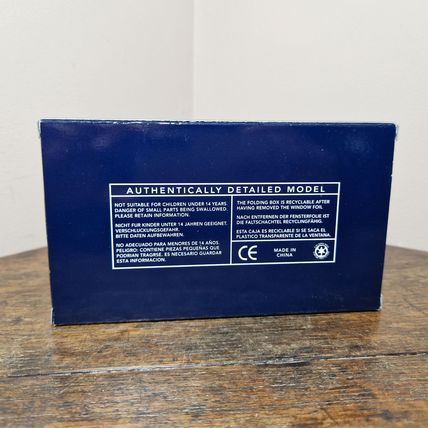 AUTHENTICALLY DETAILED MODEL
NOT SUITABLE FOR CHILDREN UNDER 14 YEARS
DANGER OF SMALL PARTS BEING SWALLOWED.
PLEASE RETAIN INFORMATION.
NICHT FUR KINDER UNTER 14 JAHREN GEEIGNET.
VERSCHLUCKUNGSGEFAHR.
BITTE DATEN AUFBEWAHREN.
NO ADECUADO PARA MENORES DE 14 AÑOS.
PELIGRO: CONTIENE PIEZAS PEQUEÑAS QUE
PODRIAN TRAGRSE. ES NECESARIO GUARDAR
ESTA INFORMACION.
THE FOLDING BOX IS RECYCLABLE AFTER
HAVING REMOVED THE WINDOW FOIL
NACH ENTFERNEN DER FENSTERFOLIE IST
DIE FALTSCHACHTEL RECYCLINGFÄHIG.
ESTA CAJA ES RECICLABLE SI SE SACA EL
PLASTICO TRANSPARENTE DE LA VENTANA.
CE
MADE IN
CHINA